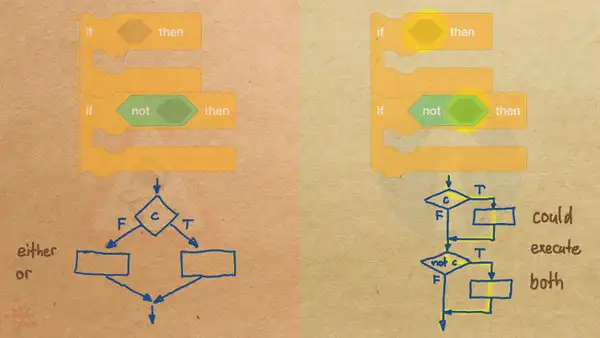 if then
if not then
c
F T
either
or
if then
if not then
c
T
F
could
execute
both
not c
T
F